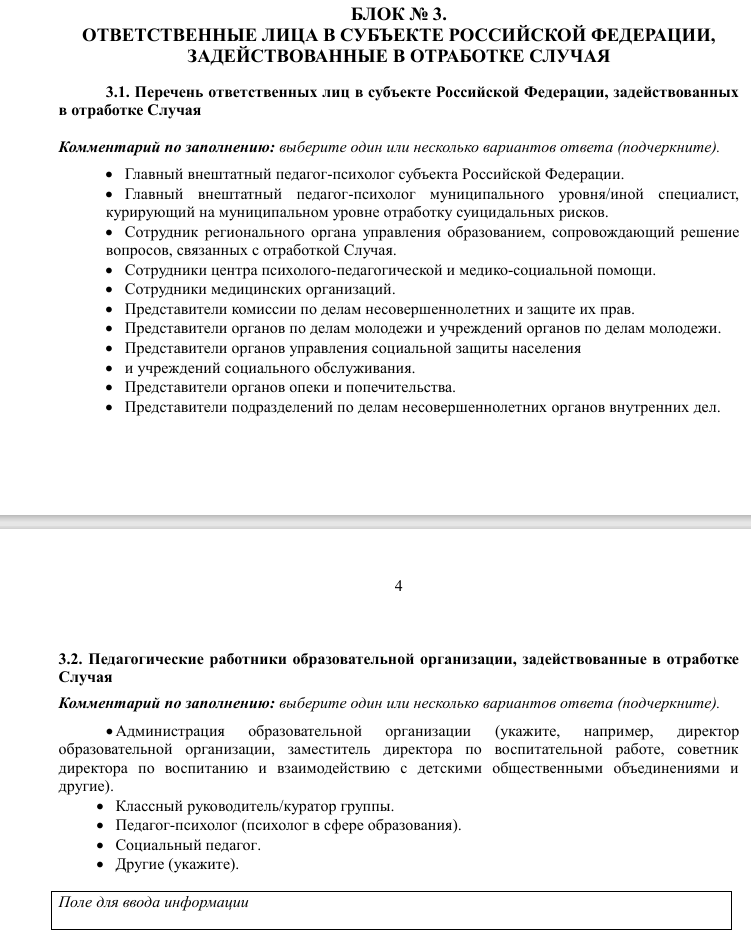 БЛОК № 3.
ОТВЕТСТВЕННЫЕ ЛИЦА В СУБЪЕКТЕ РОССИЙСКОЙ ФЕДЕРАЦИИ,
ЗАДЕЙСТВОВАННЫЕ В ОТРАБОТКЕ СЛУЧАЯ
3.1. Перечень ответственных лиц в субъекте Российской Федерации, задействованных
в отработке Случая
Комментарий по заполнению: выберите один или несколько вариантов ответа (подчеркните).
• Главный внештатный педагог-психолог субъекта Российской Федерации.
• Главный внештатный педагог-психолог муниципального уровня/иной специалист,
курирующий на муниципальном уровне отработку суицидальных рисков.
• Сотрудник регионального органа управления образованием, сопровождающий решение
вопросов, связанных с отработкой Случая.
• Сотрудники центра психолого-педагогической и медико-социальной помощи.
• Сотрудники медицинских организаций.
• Представители комиссии по делам несовершеннолетних и защите их прав.
• Представители органов по делам молодежи и учреждений органов по делам молодежи.
• Представители органов управления социальной защиты населения
• и учреждений социального обслуживания.
• Представители органов опеки и попечительства.
• Представители подразделений по делам несовершеннолетних органов внутренних дел.
4
3.2. Педагогические работники образовательной организации, задействованные в отработке
Случая
Комментарий по заполнению: выберите один или несколько вариантов ответа (подчеркните).
• Администрация образовательной организации (укажите, например, директор
образовательной организации, заместитель директора по воспитательной работе, советник
директора по воспитанию и взаимодействию с детскими общественными объединениями и
другие).
• Классный руководитель/куратор группы.
• Педагог-психолог (психолог в сфере образования).
• Социальный педагог.
• Другие (укажите).
Поле для ввода информации